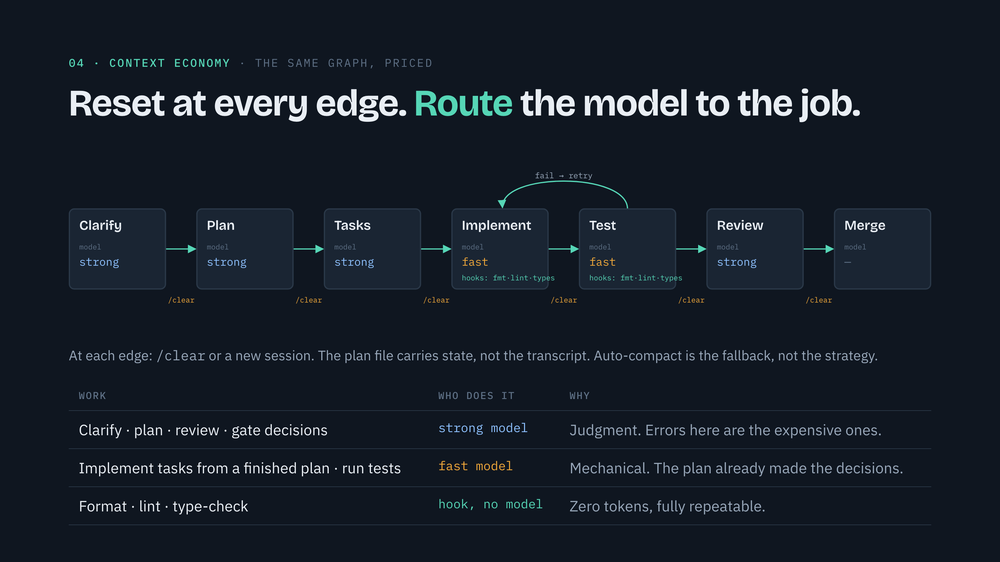 04 · CONTEXT ECONOMY · THE SAME GRAPH, PRICED
Reset at every edge. Route the model to the job.
fail → retry
Clarify
model
strong
Plan
model
strong
Tasks
model
strong
Implement
model
fast
hooks: fmt·lint·types
Test
model
fast
hooks: fmt·lint·types
Review
model
strong
Merge
model
—
/clear
/clear
/clear
/clear
/clear
/clear
At each edge: /clear or a new session. The plan file carries state, not the transcript. Auto-compact is the fallback, not the strategy.
WORK WHO DOES IT WHY
Clarify · plan · review · gate decisions strong model Judgment. Errors here are the expensive ones.
Implement tasks from a finished plan · run tests fast model Mechanical. The plan already made the decisions.
Format · lint · type-check hook, no model Zero tokens, fully repeatable.